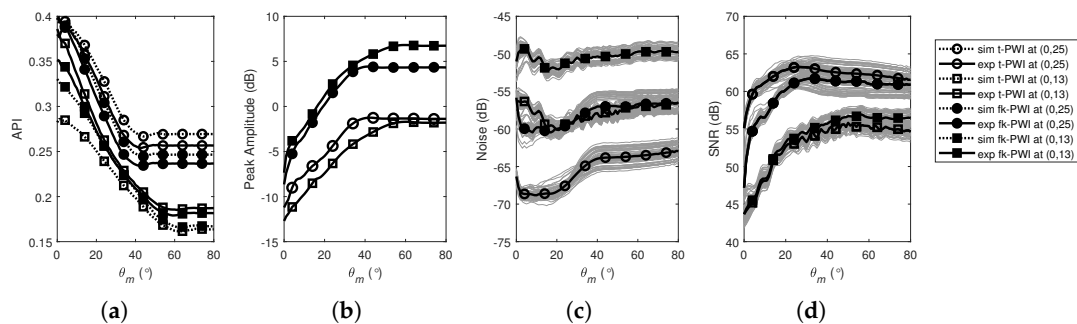 0.4
0.35
0.3
0.25
0.2
0.15
API
0 20 40 60 80
θm (°)
(a)
15
10
5
0
-5
-10
-15
Peak Amplitude (dB)
0 20 40 60 80
θm (°)
(b)
-45
-50
-55
-60
-65
-70
-75
Noise (dB)
0 20 40 60 80
θm (°)
(c)
70
65
60
55
50
45
40
SNR (dB)
0 20 40 60 80
θm (°)
(d)
sim t-PWI at (0,25)
exp t-PWI at (0,25)
sim t-PWI at (0,13)
exp t-PWI at (0,13)
sim fk-PWI at (0,25)
exp fk-PWI at (0,25)
sim fk-PWI at (0,13)
exp fk-PWI at (0,13)